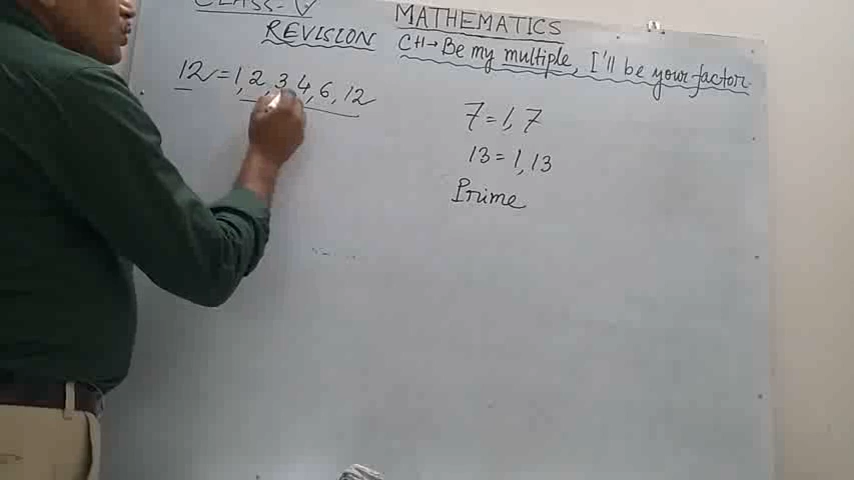 CLASS-V
MATHEMATICS
REVISION
CH→ Be my multiple, I'll be your factor
12 = 1, 2, 3, 4, 6, 12
7 = 1, 7
13 = 1, 13
Prime